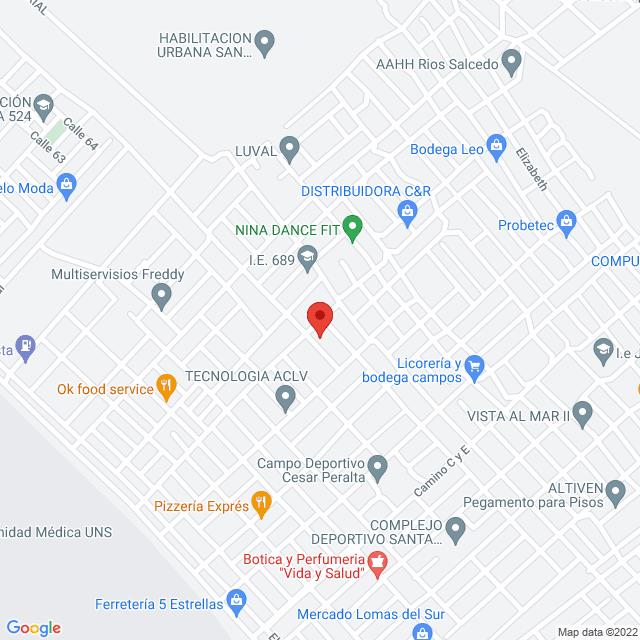 HABILITACION
URBANA SAN...
AAHH Rios Salcedo
CIÓN
A 524
Calle 64
Calle 63
LUVAL
Bodega Leo
Elizabeth
elo Moda
DISTRIBUIDORA C&R
Probetec
NINA DANCE FIT
I.E. 689
COMPU
Multiservisios Freddy
sta
I.e J
Licorería y
bodega campos
TECNOLOGIA ACLV
Ok food service
VISTA AL MAR II
Campo Deportivo
Cesar Peralta
Camino C y E
ALTIVEN
Pegamento para Pisos
Pizzería Exprés
nidad Médica UNS
COMPLEJO
DEPORTIVO SANTA...
Botica y Perfumeria
"Vida y Salud"
Ferretería 5 Estrellas
Mercado Lomas del Sur
Google
Map data ©2022